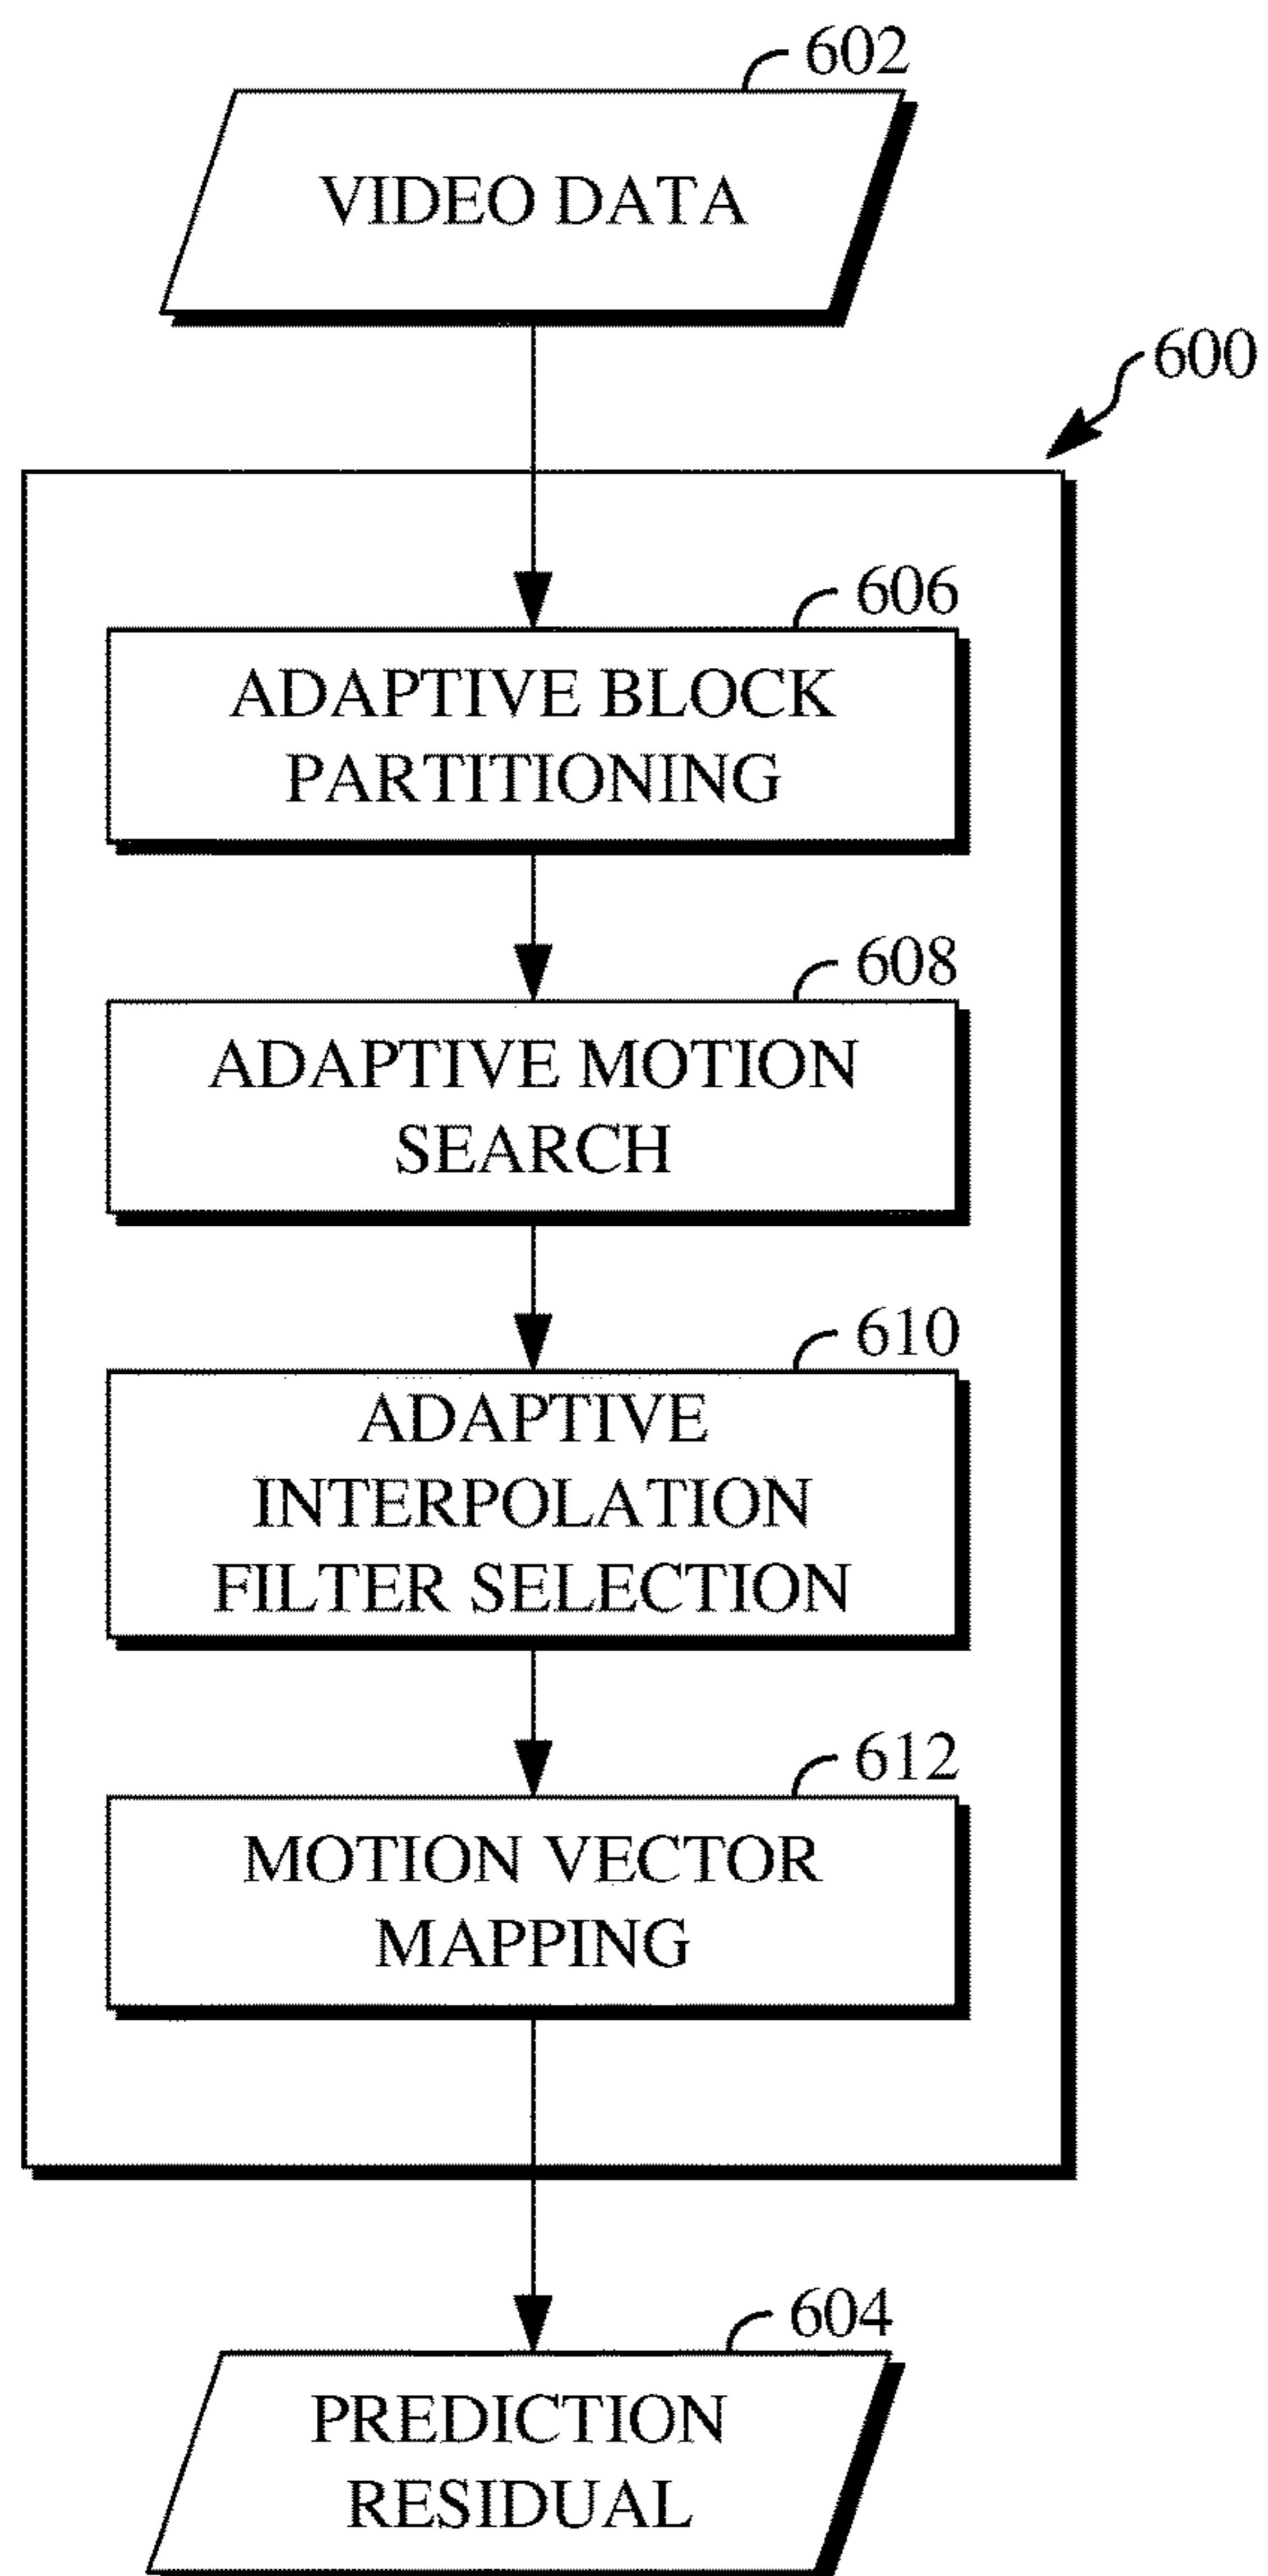 602
VIDEO DATA
600
606
ADAPTIVE BLOCK
PARTITIONING
608
ADAPTIVE MOTION
SEARCH
610
ADAPTIVE
INTERPOLATION
FILTER SELECTION
612
MOTION VECTOR
MAPPING
604
PREDICTION
RESIDUAL